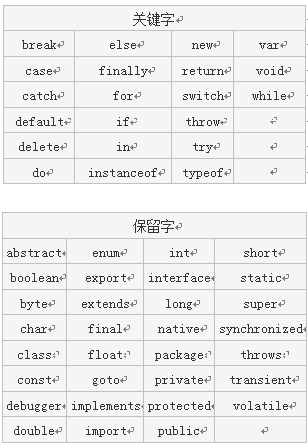 关键字
break else new var
case finally return void
catch for switch while
default if throw
delete in try
do instanceof typeof
保留字
abstract enum int short
boolean export interface static
byte extends long super
char final native synchronized
class float package throws
const goto private transient
debugger implements protected volatile
double import public